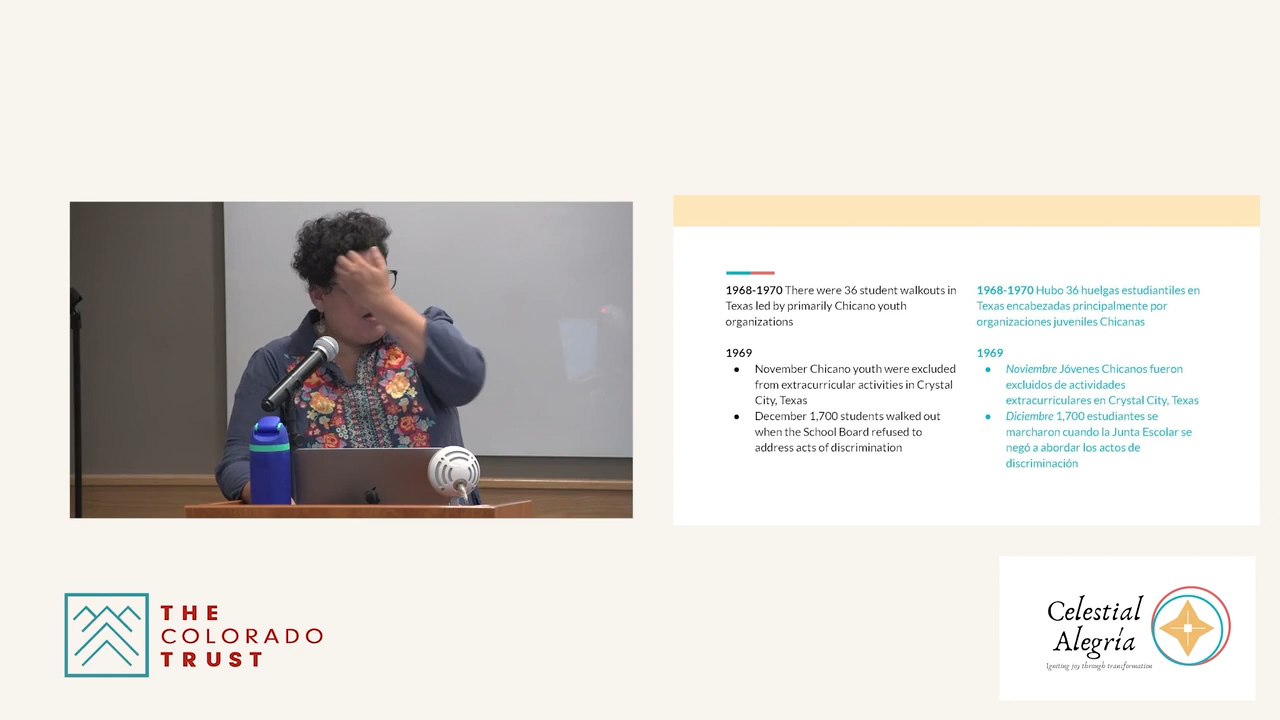 1968-1970 There were 36 student walkouts in
Texas led by primarily Chicano youth
organizations
1969
● November Chicano youth were excluded
from extracurricular activities in Crystal
City, Texas
● December 1,700 students walked out
when the School Board refused to
address acts of discrimination
1968-1970 Hubo 36 huelgas estudiantiles en
Texas encabezadas principalmente por
organizaciones juveniles Chicanas
1969
● Noviembre Jóvenes Chicanos fueron
excluidos de actividades
extracurriculares en Crystal City, Texas
● Diciembre 1,700 estudiantes se
marcharon cuando la Junta Escolar se
negó a abordar los actos de
discriminación
THE
COLORADO
TRUST
Celestial
Alegría
Igniting joy through transformation